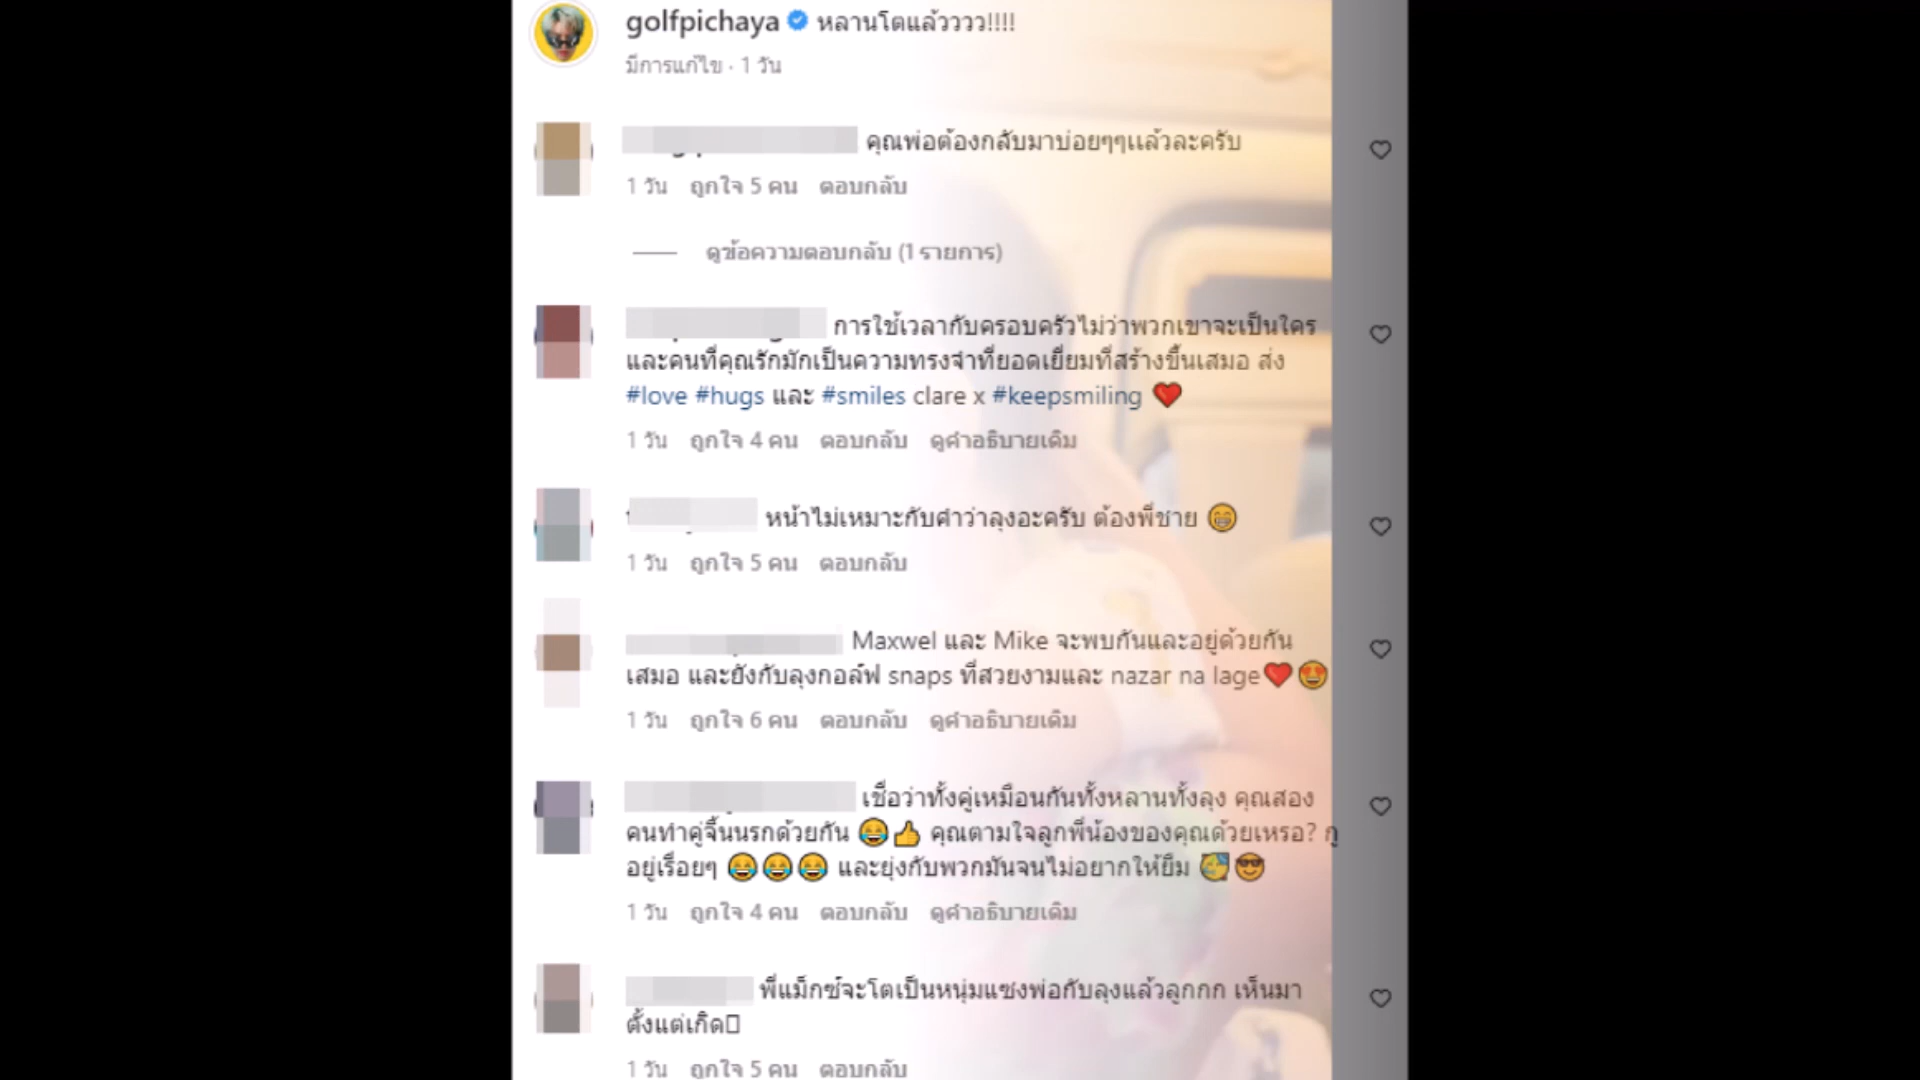 golfpichaya หลานโตแล้วววว!!!!
มีการแก้ไข · 1 วัน
คุณพ่อต้องกลับมาบ่อยๆๆแล้วละครับ
1 วัน ถูกใจ 5 คน ตอบกลับ
ดูข้อความตอบกลับ (1 รายการ)
การใช้เวลากับครอบครัวไม่ว่าพวกเขาจะเป็นใคร
และคนที่คุณรักมักเป็นความทรงจำที่ยอดเยี่ยมที่สร้างขึ้นเสมอ ส่ง
#love #hugs และ #smiles clare x #keepsmiling ❤️
1 วัน ถูกใจ 4 คน ตอบกลับ ดูคำอธิบายเดิม
หน้าไม่เหมาะกับคำว่าลุงอะครับ ต้องพี่ชาย 😁
1 วัน ถูกใจ 5 คน ตอบกลับ
Maxwel และ Mike จะพบกันและอยู่ด้วยกัน
เสมอ และยังกับลุงกอล์ฟ snaps ที่สวยงามและ nazar na lage❤️😍
1 วัน ถูกใจ 6 คน ตอบกลับ ดูคำอธิบายเดิม
เชื่อว่าทั้งคู่เหมือนกันทั้งหลานทั้งลุง คุณสอง
คนทำคู่จิ้นนรกด้วยกัน 😂👍 คุณตามใจลูกพี่น้องของคุณด้วยเหรอ? กู
อยู่เรื่อยๆ 😂😂😂 และยุ่งกับพวกมันจนไม่อยากให้ยืม 🥳😎
1 วัน ถูกใจ 4 คน ตอบกลับ ดูคำอธิบายเดิม
พี่แม็กซ์จะโตเป็นหนุ่มแซงพ่อกับลุงแล้วลูกกก เห็นมา
ตั้งแต่เกิด
1 วัน ถูกใจ 5 คน ตอบกลับ